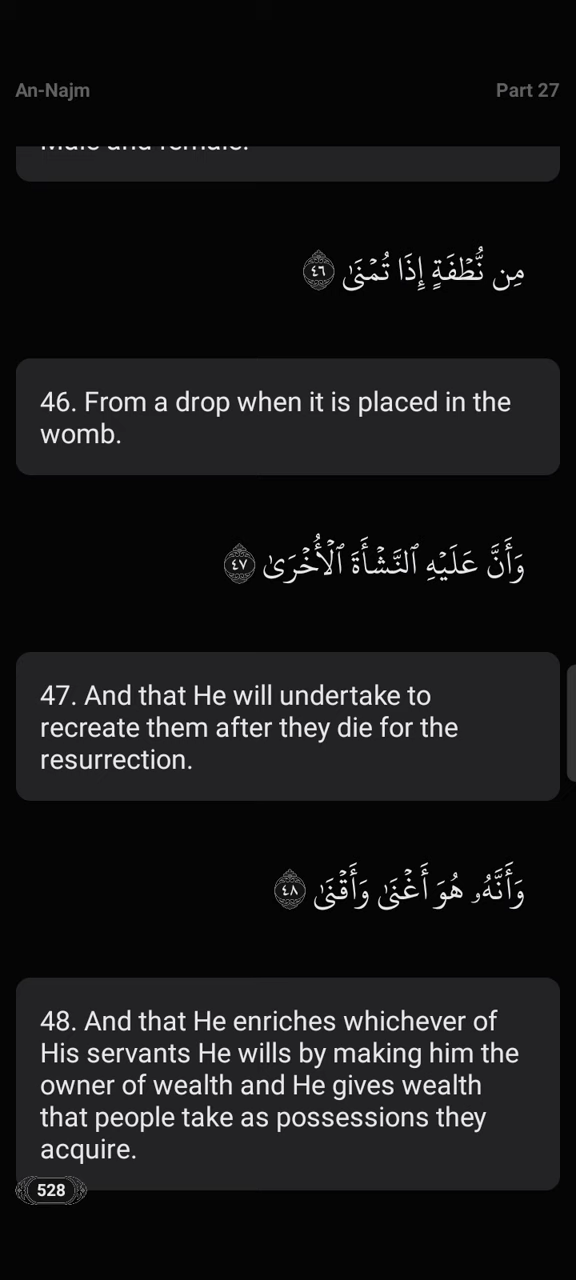 An-Najm
Part 27
Male and female.
مِن نُّطۡفَةٍ إِذَا تُمۡنَىٰ ٤٦
46. From a drop when it is placed in the
womb.
وَأَنَّ عَلَيۡهِ ٱلنَّشۡأَةَ ٱلۡأُخۡرَىٰ ٤٧
47. And that He will undertake to
recreate them after they die for the
resurrection.
وَأَنَّهُۥ هُوَ أَغۡنَىٰ وَأَقۡنَىٰ ٤٨
48. And that He enriches whichever of
His servants He wills by making him the
owner of wealth and He gives wealth
that people take as possessions they
acquire.
528